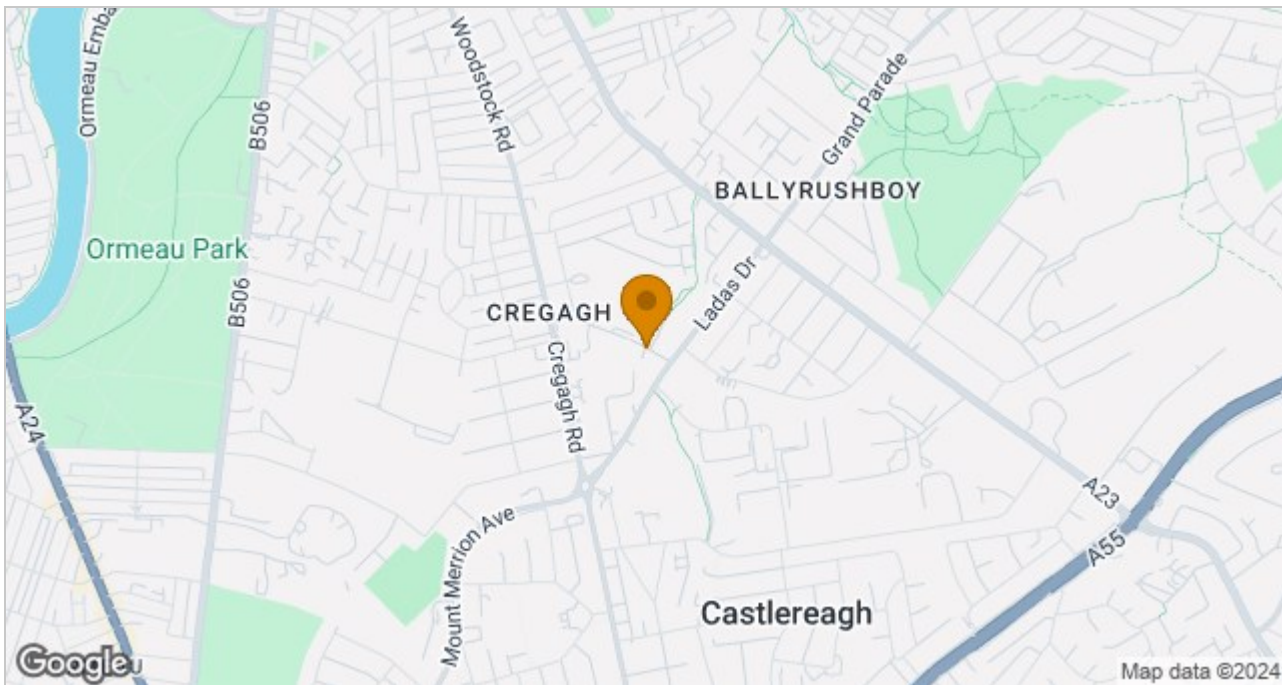 Ormeau Emba
B506
Woodstock Rd
Grand Parade
BALLYRUSHBOY
Ormeau Park
B506
CREGAGH
Ladas Dr
Cregagh Rd
A24
A23
A55
Mount Merrion Ave
Castlereagh
Google
Map data ©2024